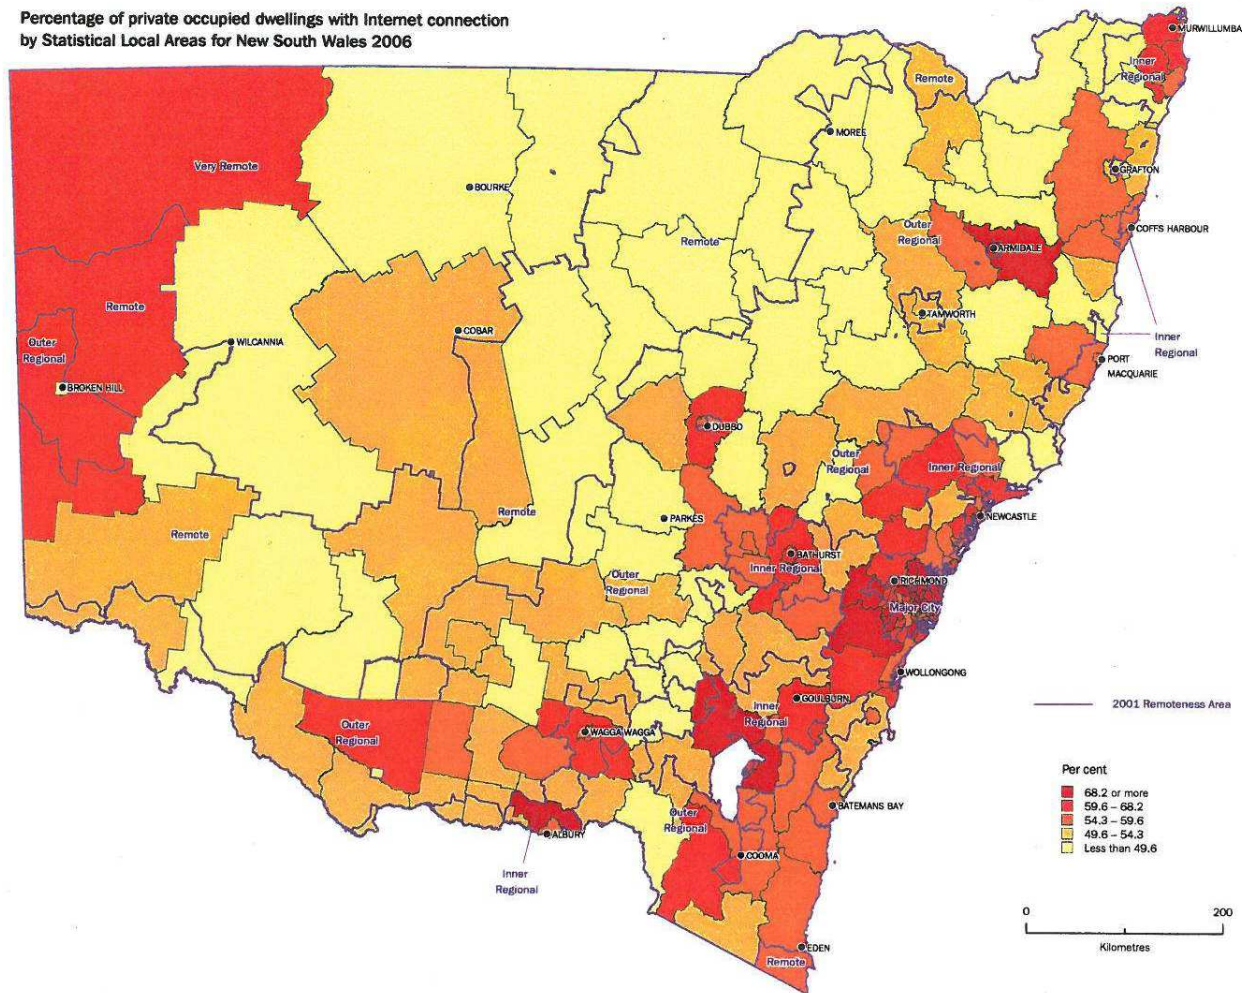 Percentage of private occupied dwellings with Internet connection
by Statistical Local Areas for New South Wales 2006
MURWILLUMBA
Inner
Regional
Remote
MOREE
Very Remote
BOURKE
GRAFTON
Outer
Regional
COFFS HARBOUR
Remote
ARMIDALE
Remote
TAMWORTH
COBAR
WILCANNIA
Inner
Regional
Outer
Regional
PORT
MACQUARIE
BROKEN HILL
DUBBO
Outer
Regional
Inner Regional
Remote
PARKES
NEWCASTLE
Remote
BATHURST
Inner Regional
Outer
Regional
RICHMOND
Major City
WOLLONGONG
GOULBURN
Inner
Regional
2001 Remoteness Area
Outer
Regional
WAGGA WAGGA
Per cent
68.2 or more
59.6 – 68.2
54.3 – 59.6
49.6 – 54.3
Less than 49.6
BATEMANS BAY
Outer
Regional
ALBURY
COOMA
Inner
Regional
0 200
Kilometres
EDEN
Remote